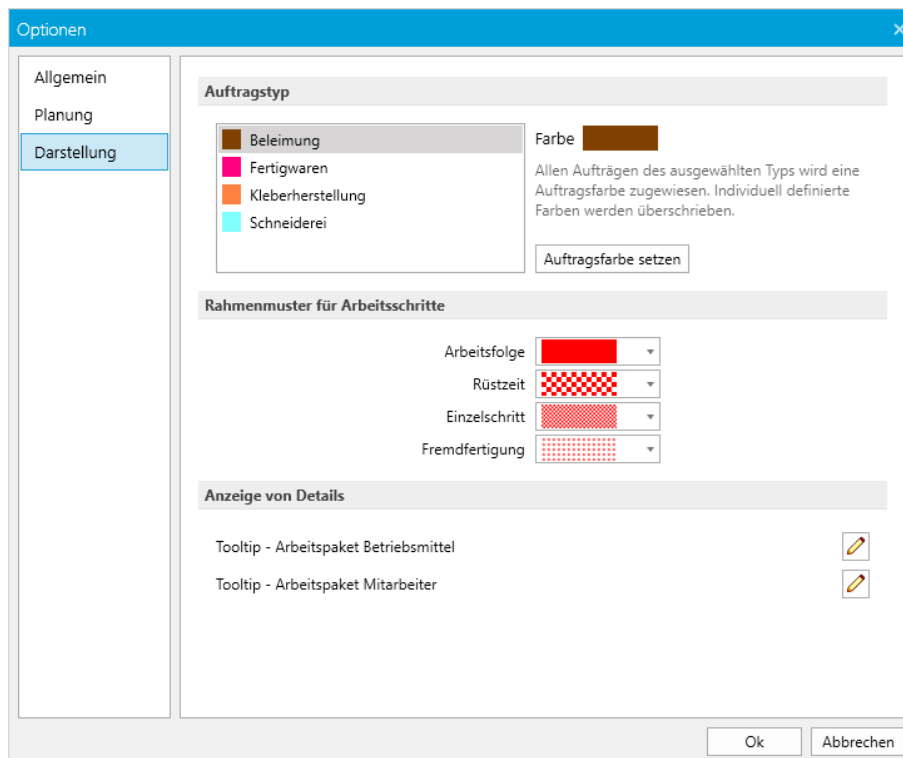 Optionen
Allgemein
Planung
Darstellung
Auftragstyp
Beleimung
Fertigwaren
Kleberherstellung
Schneiderei
Farbe
Allen Aufträgen des ausgewählten Typs wird eine
Auftragsfarbe zugewiesen. Individuell definierte
Farben werden überschrieben.
Auftragsfarbe setzen
Rahmenmuster für Arbeitsschritte
Arbeitsfolge
Rüstzeit
Einzelschritt
Fremdfertigung
Anzeige von Details
Tooltip - Arbeitspaket Betriebsmittel
Tooltip - Arbeitspaket Mitarbeiter
Ok
Abbrechen